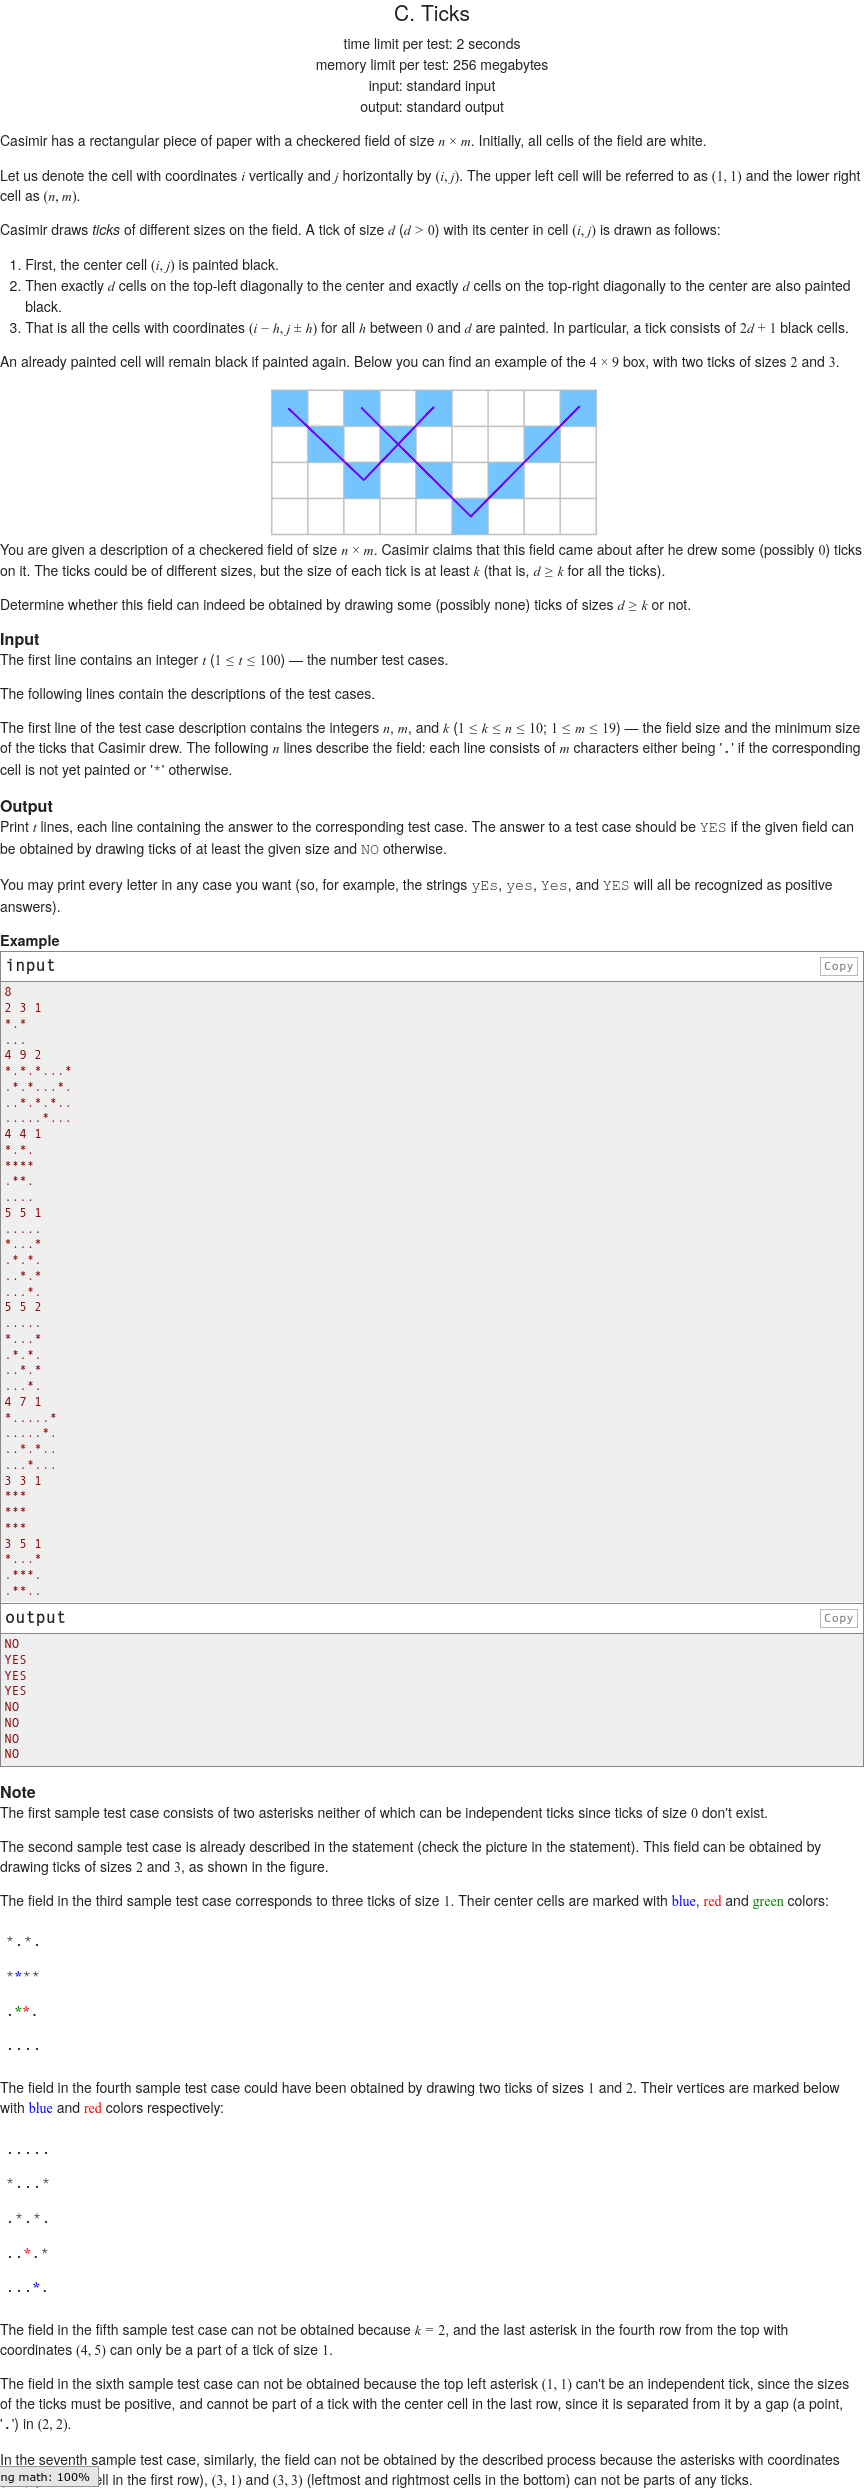 C. Ticks
time limit per test: 2 seconds
memory limit per test: 256 megabytes
input: standard input
output: standard output
Casimir has a rectangular piece of paper with a checkered field of size n × m. Initially, all cells of the field are white.
Let us denote the cell with coordinates i vertically and j horizontally by (i, j). The upper left cell will be referred to as (1, 1) and the lower right
cell as (n, m).
Casimir draws ticks of different sizes on the field. A tick of size d (d > 0) with its center in cell (i, j) is drawn as follows:
1. First, the center cell (i, j) is painted black.
2. Then exactly d cells on the top-left diagonally to the center and exactly d cells on the top-right diagonally to the center are also painted
black.
3. That is all the cells with coordinates (i − h, j ± h) for all h between 0 and d are painted. In particular, a tick consists of 2d + 1 black cells.
An already painted cell will remain black if painted again. Below you can find an example of the 4 × 9 box, with two ticks of sizes 2 and 3.
You are given a description of a checkered field of size n × m. Casimir claims that this field came about after he drew some (possibly 0) ticks
on it. The ticks could be of different sizes, but the size of each tick is at least k (that is, d ≥ k for all the ticks).
Determine whether this field can indeed be obtained by drawing some (possibly none) ticks of sizes d ≥ k or not.
Input
The first line contains an integer t (1 ≤ t ≤ 100) — the number test cases.
The following lines contain the descriptions of the test cases.
The first line of the test case description contains the integers n, m, and k (1 ≤ k ≤ n ≤ 10; 1 ≤ m ≤ 19) — the field size and the minimum size
of the ticks that Casimir drew. The following n lines describe the field: each line consists of m characters either being '.' if the corresponding
cell is not yet painted or '*' otherwise.
Output
Print t lines, each line containing the answer to the corresponding test case. The answer to a test case should be YES if the given field can
be obtained by drawing ticks of at least the given size and NO otherwise.
You may print every letter in any case you want (so, for example, the strings yEs, yes, Yes, and YES will all be recognized as positive
answers).
Example
input
Copy
8
2 3 1
*.*
...
4 9 2
*.*.*...*
.*.*...*.
..*.*.*..
.....*...
4 4 1
*.*.
****
.**.
....
5 5 1
.....
*...*
.*.*.
..*.*
...*.
5 5 2
.....
*...*
.*.*.
..*.*
...*.
4 7 1
*.....*
.....*.
..*.*..
...*...
3 3 1
***
***
***
3 5 1
*...*
.***.
.**..
output
Copy
NO
YES
YES
YES
NO
NO
NO
NO
Note
The first sample test case consists of two asterisks neither of which can be independent ticks since ticks of size 0 don't exist.
The second sample test case is already described in the statement (check the picture in the statement). This field can be obtained by
drawing ticks of sizes 2 and 3, as shown in the figure.
The field in the third sample test case corresponds to three ticks of size 1. Their center cells are marked with blue, red and green colors:
*.*.
****
.**.
....
The field in the fourth sample test case could have been obtained by drawing two ticks of sizes 1 and 2. Their vertices are marked below
with blue and red colors respectively:
.....
*...*
.*.*.
..*.*
...*.
The field in the fifth sample test case can not be obtained because k = 2, and the last asterisk in the fourth row from the top with
coordinates (4, 5) can only be a part of a tick of size 1.
The field in the sixth sample test case can not be obtained because the top left asterisk (1, 1) can't be an independent tick, since the sizes
of the ticks must be positive, and cannot be part of a tick with the center cell in the last row, since it is separated from it by a gap (a point,
'.') in (2, 2).
In the seventh sample test case, similarly, the field can not be obtained by the described process because the asterisks with coordinates
ng math: 100% ell in the first row), (3, 1) and (3, 3) (leftmost and rightmost cells in the bottom) can not be parts of any ticks.